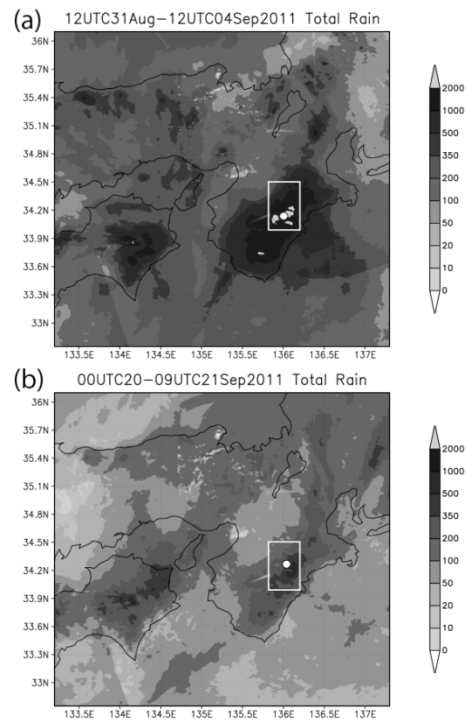 (a)
12UTC31Aug-12UTC04Sep2011 Total Rain
36N
35.7N
35.4N
35.1N
34.8N
34.5N
34.2N
33.9N
33.6N
33.3N
33N
133.5E 134E 134.5E 135E 135.5E 136E 136.5E 137E
2000
1000
500
350
200
100
50
20
10
0
(b)
00UTC20-09UTC21Sep2011 Total Rain
36N
35.7N
35.4N
35.1N
34.8N
34.5N
34.2N
33.9N
33.6N
33.3N
33N
133.5E 134E 134.5E 135E 135.5E 136E 136.5E 137E
2000
1000
500
350
200
100
50
20
10
0